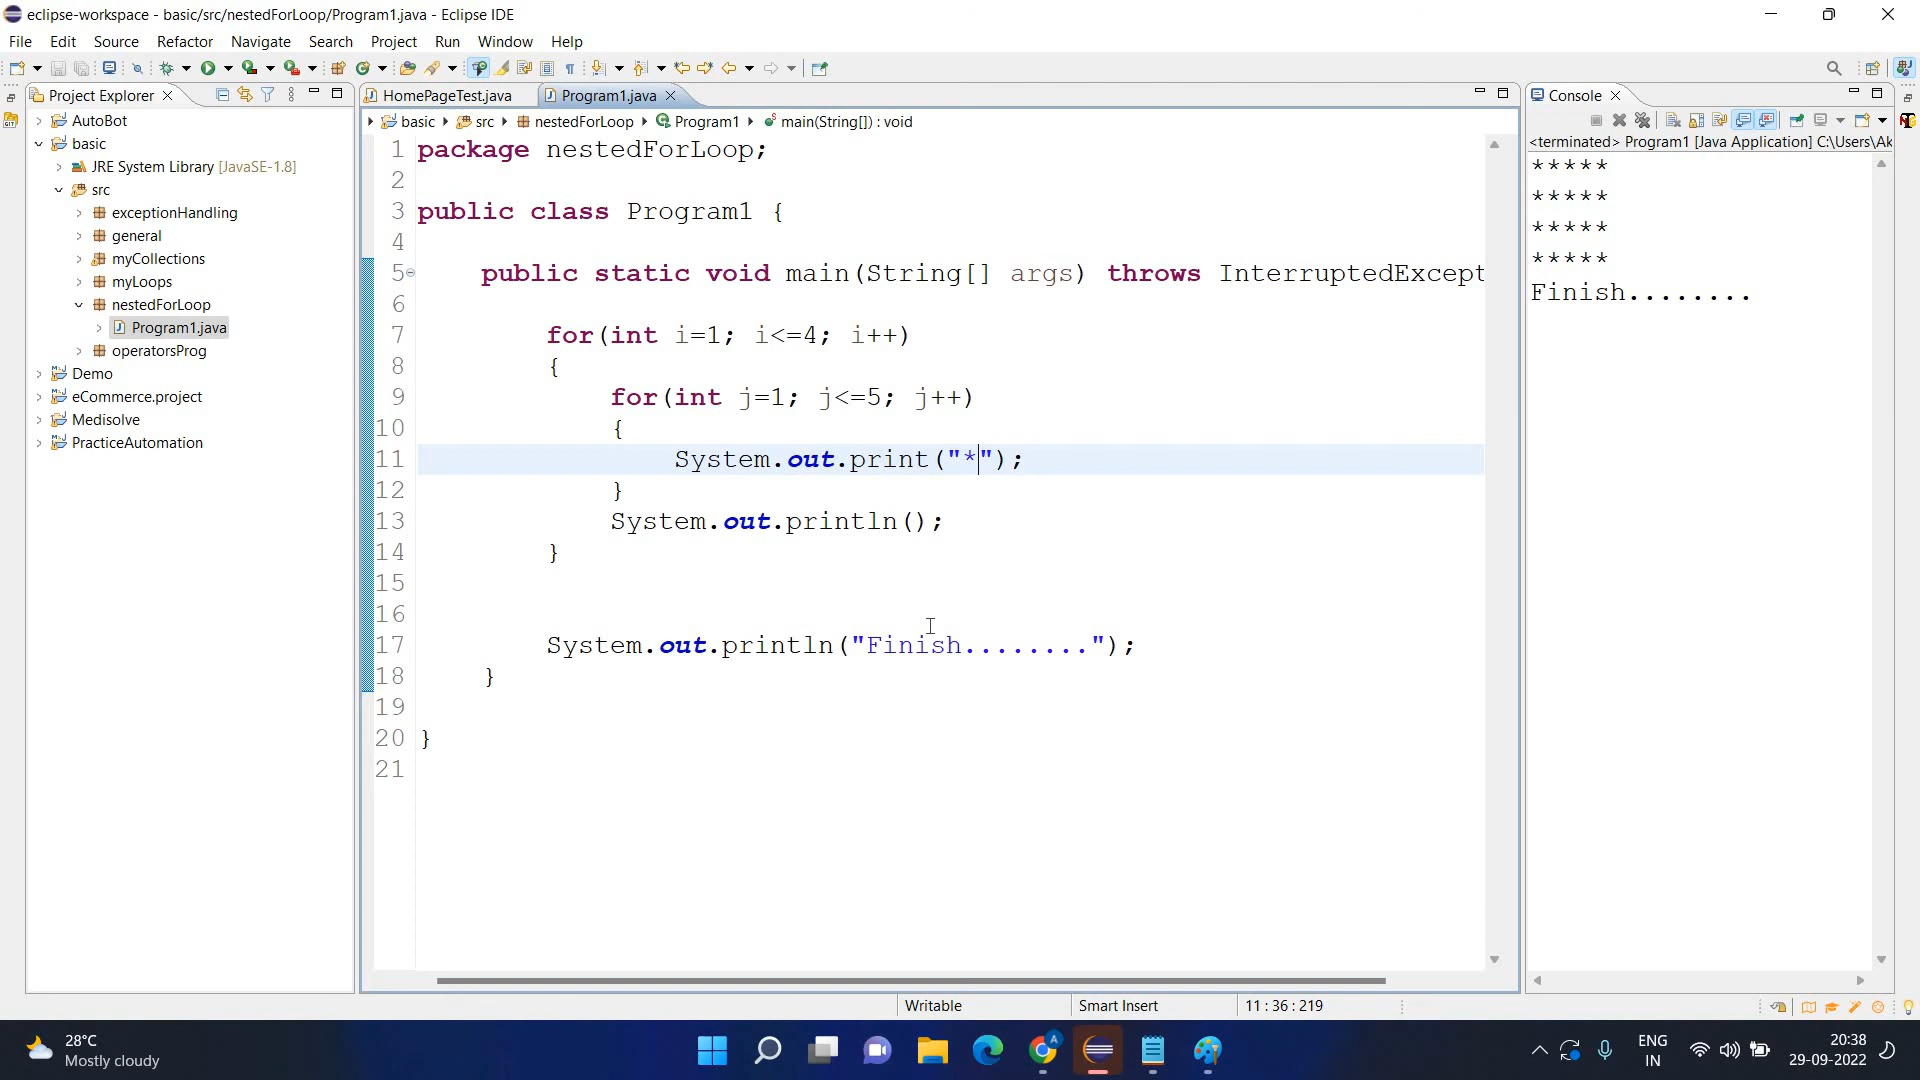 eclipse-workspace - basic/src/nestedForLoop/Program1.java - Eclipse IDE
File Edit Source Refactor Navigate Search Project Run Window Help
Project Explorer
AutoBot
basic
JRE System Library [JavaSE-1.8]
src
exceptionHandling
general
myCollections
myLoops
nestedForLoop
Program1.java
operatorsProg
Demo
eCommerce.project
Medisolve
PracticeAutomation
HomePageTest.java Program1.java
basic src nestedForLoop Program1 main(String[]) : void
1 package nestedForLoop;
2
3 public class Program1 {
4
5 public static void main(String[] args) throws InterruptedExcept
6
7 for(int i=1; i<=4; i++)
8 {
9 for(int j=1; j<=5; j++)
10 {
11 System.out.print("*");
12 }
13 System.out.println();
14 }
15
16
17 System.out.println("Finish........");
18 }
19
20 }
21
Console
<terminated> Program1 [Java Application] C:\Users\Ak
*****
*****
*****
*****
Finish........
Writable Smart Insert 11 : 36 : 219
28°C
Mostly cloudy
ENG
IN
20:38
29-09-2022